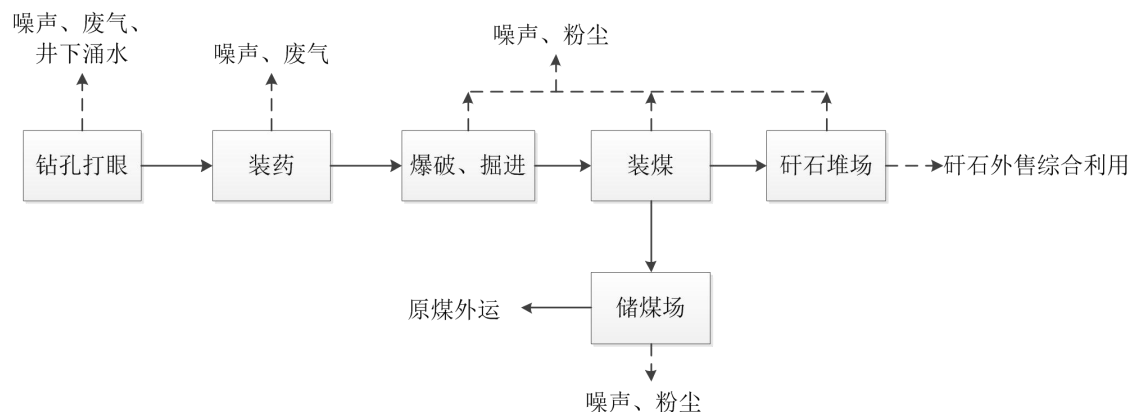 噪声、废气、
井下涌水
噪声、废气
噪声、粉尘
钻孔打眼
装药
爆破、掘进
装煤
矸石堆场
矸石外售综合利用
原煤外运
储煤场
噪声、粉尘